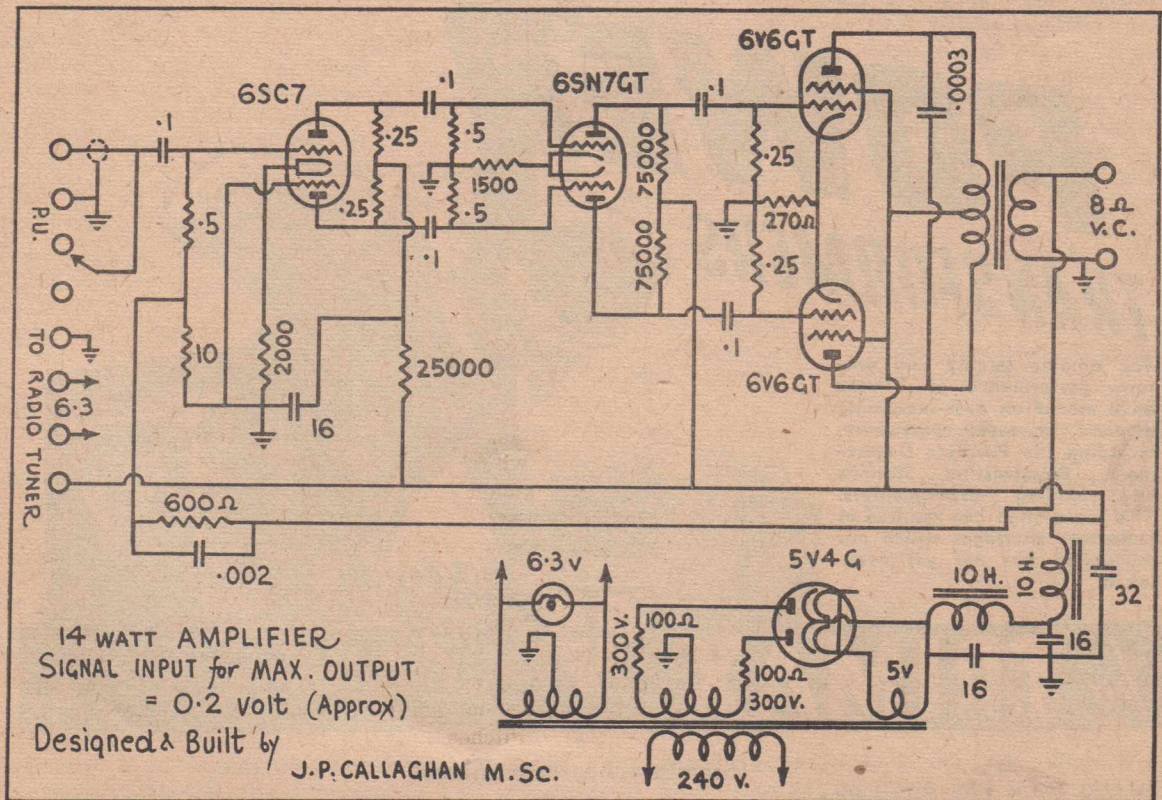 6SC7
6SN7GT
6V6GT
6V6GT
.1
.5
10
2000
16
.25
.25
.1
.1
.5
.5
1500
25000
75000
75000
.1
.1
.25
270Ω
.25
.0003
8Ω
V.C.
P.U.
TO RADIO TUNER
6.3
600Ω
.002
6.3 V
300V.
100Ω
100Ω
300V.
5V4G
5V
10H.
10H.
16
16
32
240 V.
14 WATT AMPLIFIER
SIGNAL INPUT for MAX. OUTPUT
= 0.2 volt (Approx)
Designed & Built by
J.P. CALLAGHAN M.SC.